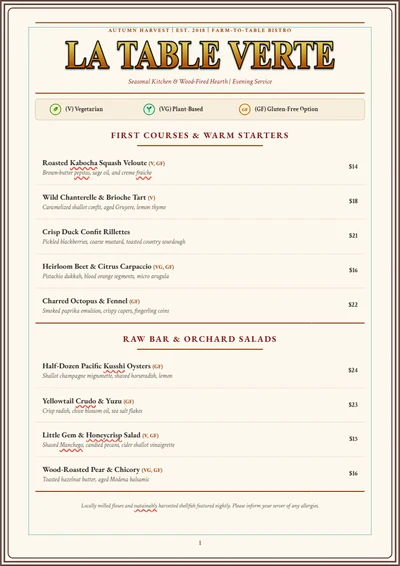 AUTUMN HARVEST | EST. 2018 | FARM-TO-TABLE BISTRO
LA TABLE VERTE
Seasonal Kitchen & Wood-Fired Hearth | Evening Service
(V) Vegetarian
(VG) Plant-Based
GF (GF) Gluten-Free Option
FIRST COURSES & WARM STARTERS
Roasted Kabocha Squash Veloute (V, GF) $14
Brown-butter pepitas, sage oil, and creme fraiche
Wild Chanterelle & Brioche Tart (V) $18
Caramelized shallot confit, aged Gruyere, lemon thyme
Crisp Duck Confit Rillettes $21
Pickled blackberries, coarse mustard, toasted country sourdough
Heirloom Beet & Citrus Carpaccio (VG, GF) $16
Pistachio dukkah, blood orange segments, micro arugula
Charred Octopus & Fennel (GF) $22
Smoked paprika emulsion, crispy capers, fingerling coins
RAW BAR & ORCHARD SALADS
Half-Dozen Pacific Kusshi Oysters (GF) $24
Shallot champagne mignonette, shaved horseradish, lemon
Yellowtail Crudo & Yuzu (GF) $23
Crisp radish, chive blossom oil, sea salt flakes
Little Gem & Honeycrisp Salad (V, GF) $15
Shaved Manchego, candied pecans, cider shallot vinaigrette
Wood-Roasted Pear & Chicory (VG, GF) $16
Toasted hazelnut butter, aged Modena balsamic
Locally milled flours and sustainably harvested shellfish featured nightly. Please inform your server of any allergies.
1